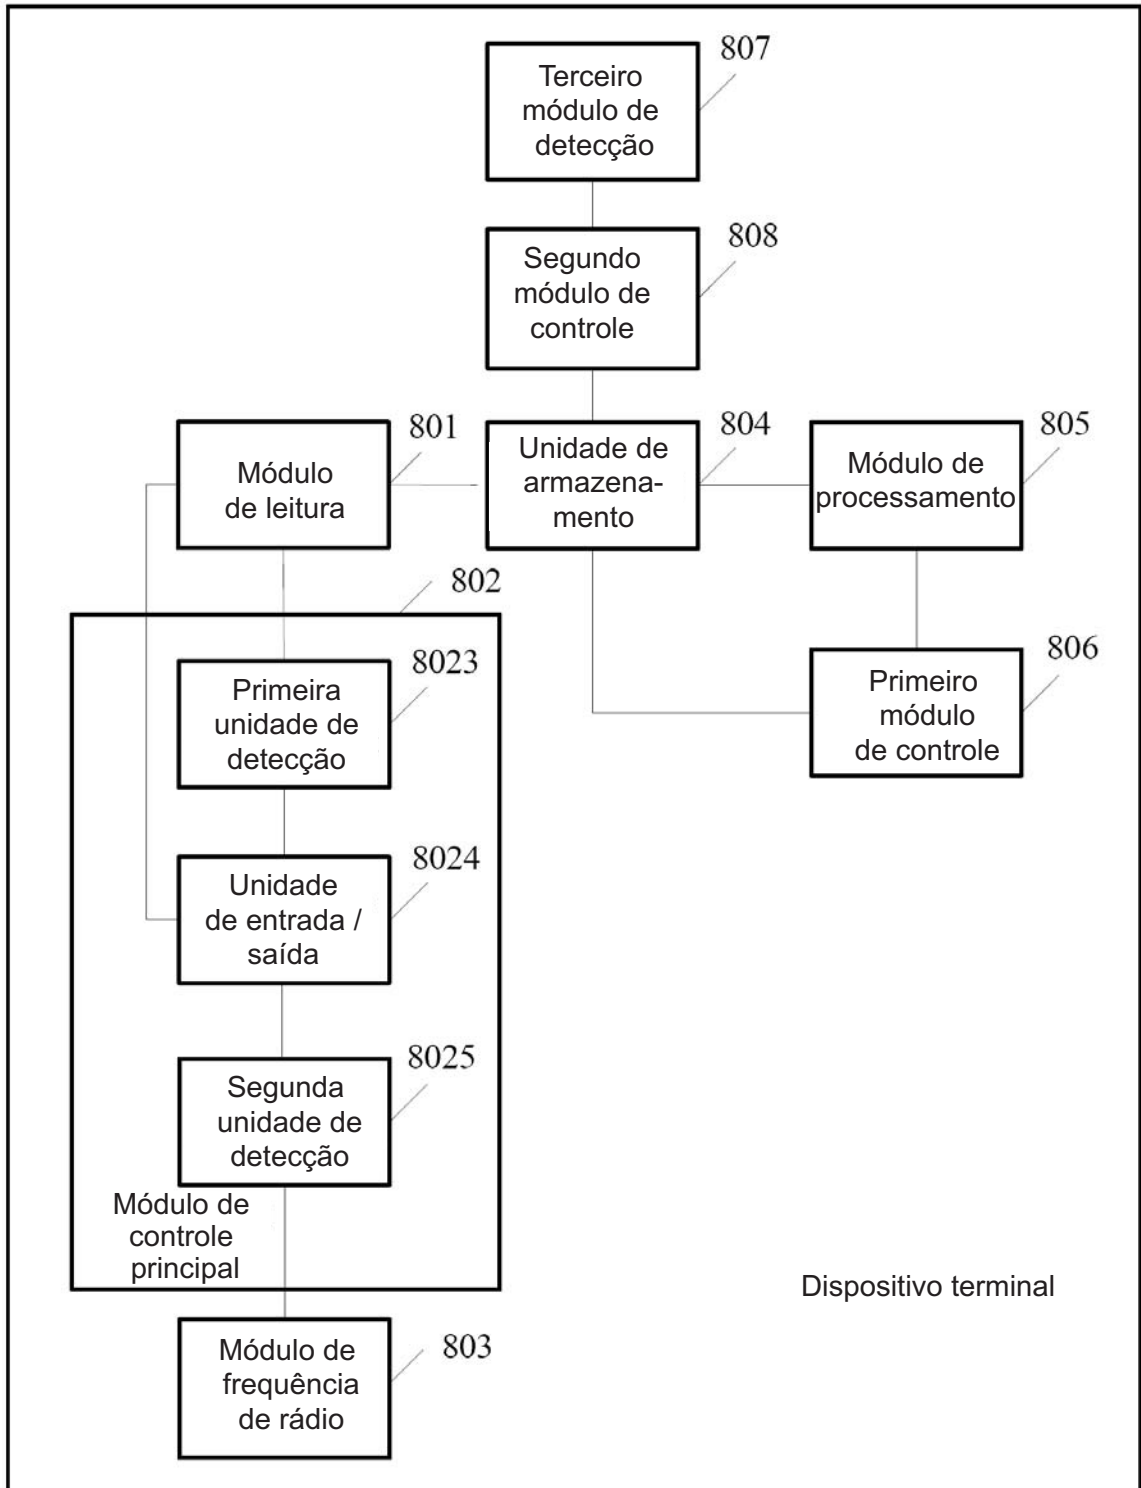 807
Terceiro
módulo de
detecção
808
Segundo
módulo de
controle
801
Módulo
de leitura
804
Unidade de
armazena-
mento
805
Módulo de
processamento
802
8023
Primeira
unidade de
detecção
806
Primeiro
módulo
de controle
8024
Unidade
de entrada /
saída
8025
Segunda
unidade de
detecção
Módulo de
controle
principal
Dispositivo terminal
803
Módulo de
frequência
de rádio